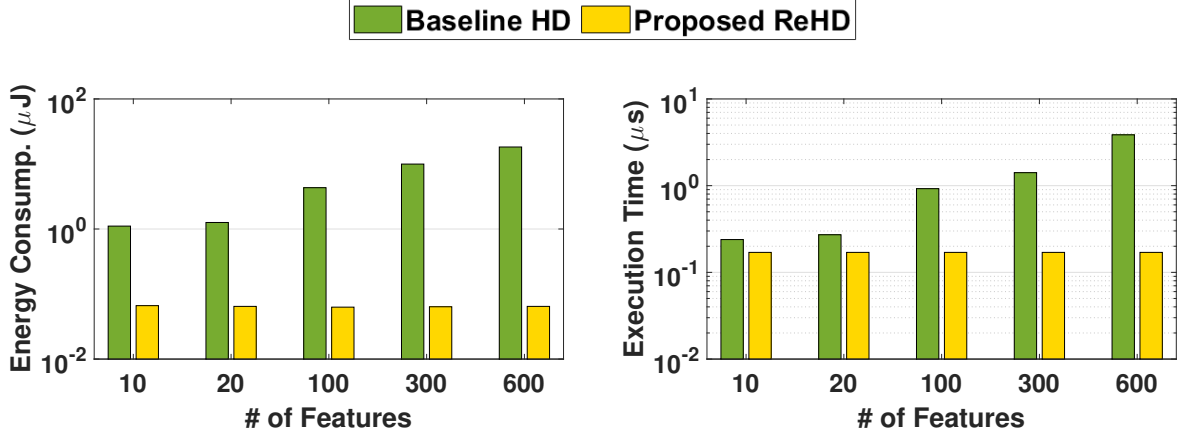 Baseline HD Proposed ReHD
Energy Consump. (μJ)
10^2
10^0
10^-2
10 20 100 300 600
# of Features
Execution Time (μs)
10^1
10^0
10^-1
10^-2
10 20 100 300 600
# of Features